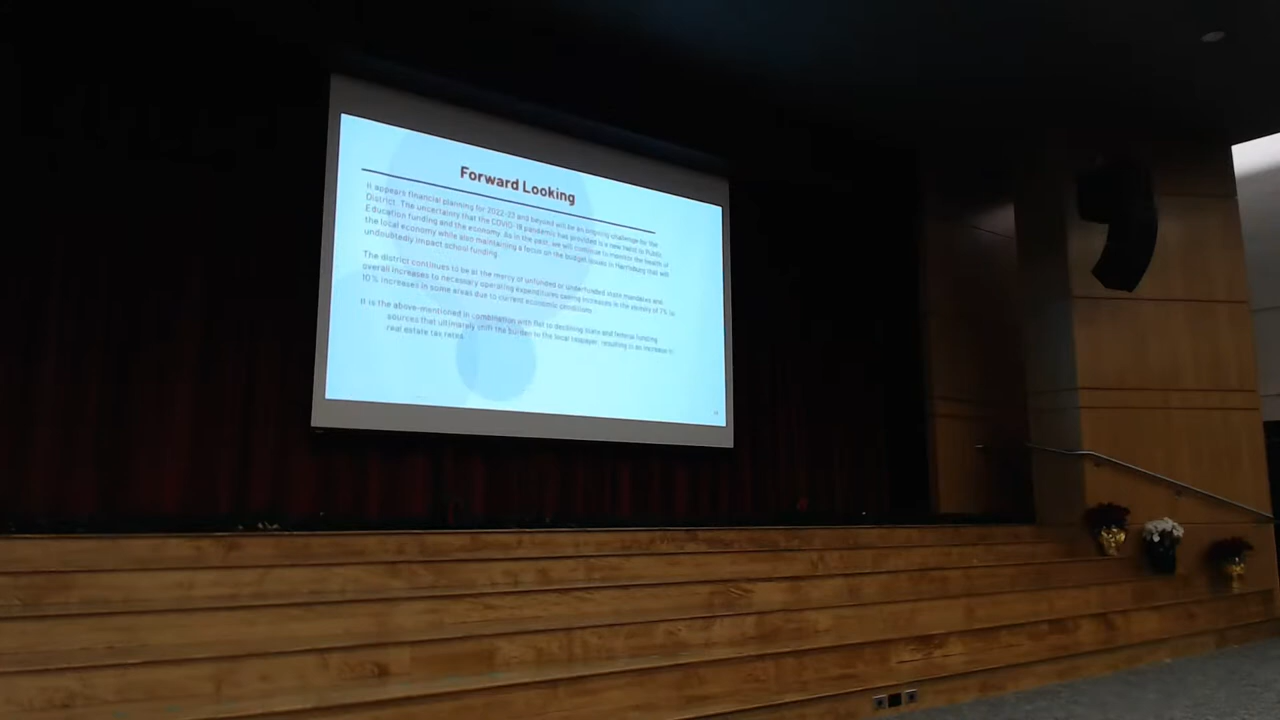 Forward Looking
It appears financial planning for 2022-23 and beyond will be an ongoing challenge for the
District. The uncertainty that the COVID-19 pandemic has provided is a new twist to Public
Education funding and the economy. As in the past, we will continue to monitor the health of
the local economy while also maintaining a focus on the budget issues in Harrisburg that will
undoubtedly impact school funding.
The district continues to be at the mercy of unfunded or underfunded state mandates and
overall increases to necessary operating expenditures seeing increases in the vicinity of 7% to
10% increases in some areas due to current economic conditions.
It is the above-mentioned in combination with flat to declining state and federal funding
sources that ultimately shift the burden to the local taxpayer, resulting in an increase in
real estate tax rates.